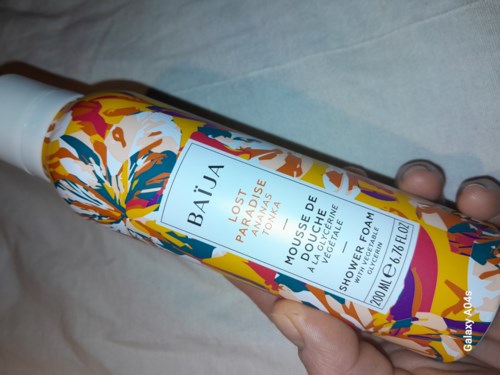 BAÏJA
LOST
PARADISE
ANANAS
TONKA
MOUSSE DE
DOUCHE
À LA GLYCÉRINE
VÉGÉTALE
SHOWER FOAM
WITH VEGETABLE
GLYCERIN
200 ML ℮ 6.76 FL.OZ
Galaxy A04s